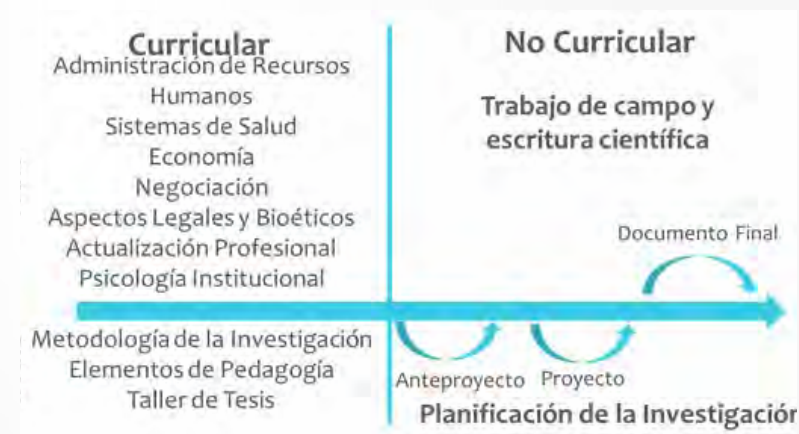 Curricular
Administración de Recursos
Humanos
Sistemas de Salud
Economía
Negociación
Aspectos Legales y Bioéticos
Actualización Profesional
Psicología Institucional
Metodología de la Investigación
Elementos de Pedagogía
Taller de Tesis
No Curricular
Trabajo de campo y
escritura científica
Documento Final
Anteproyecto
Proyecto
Planificación de la Investigación